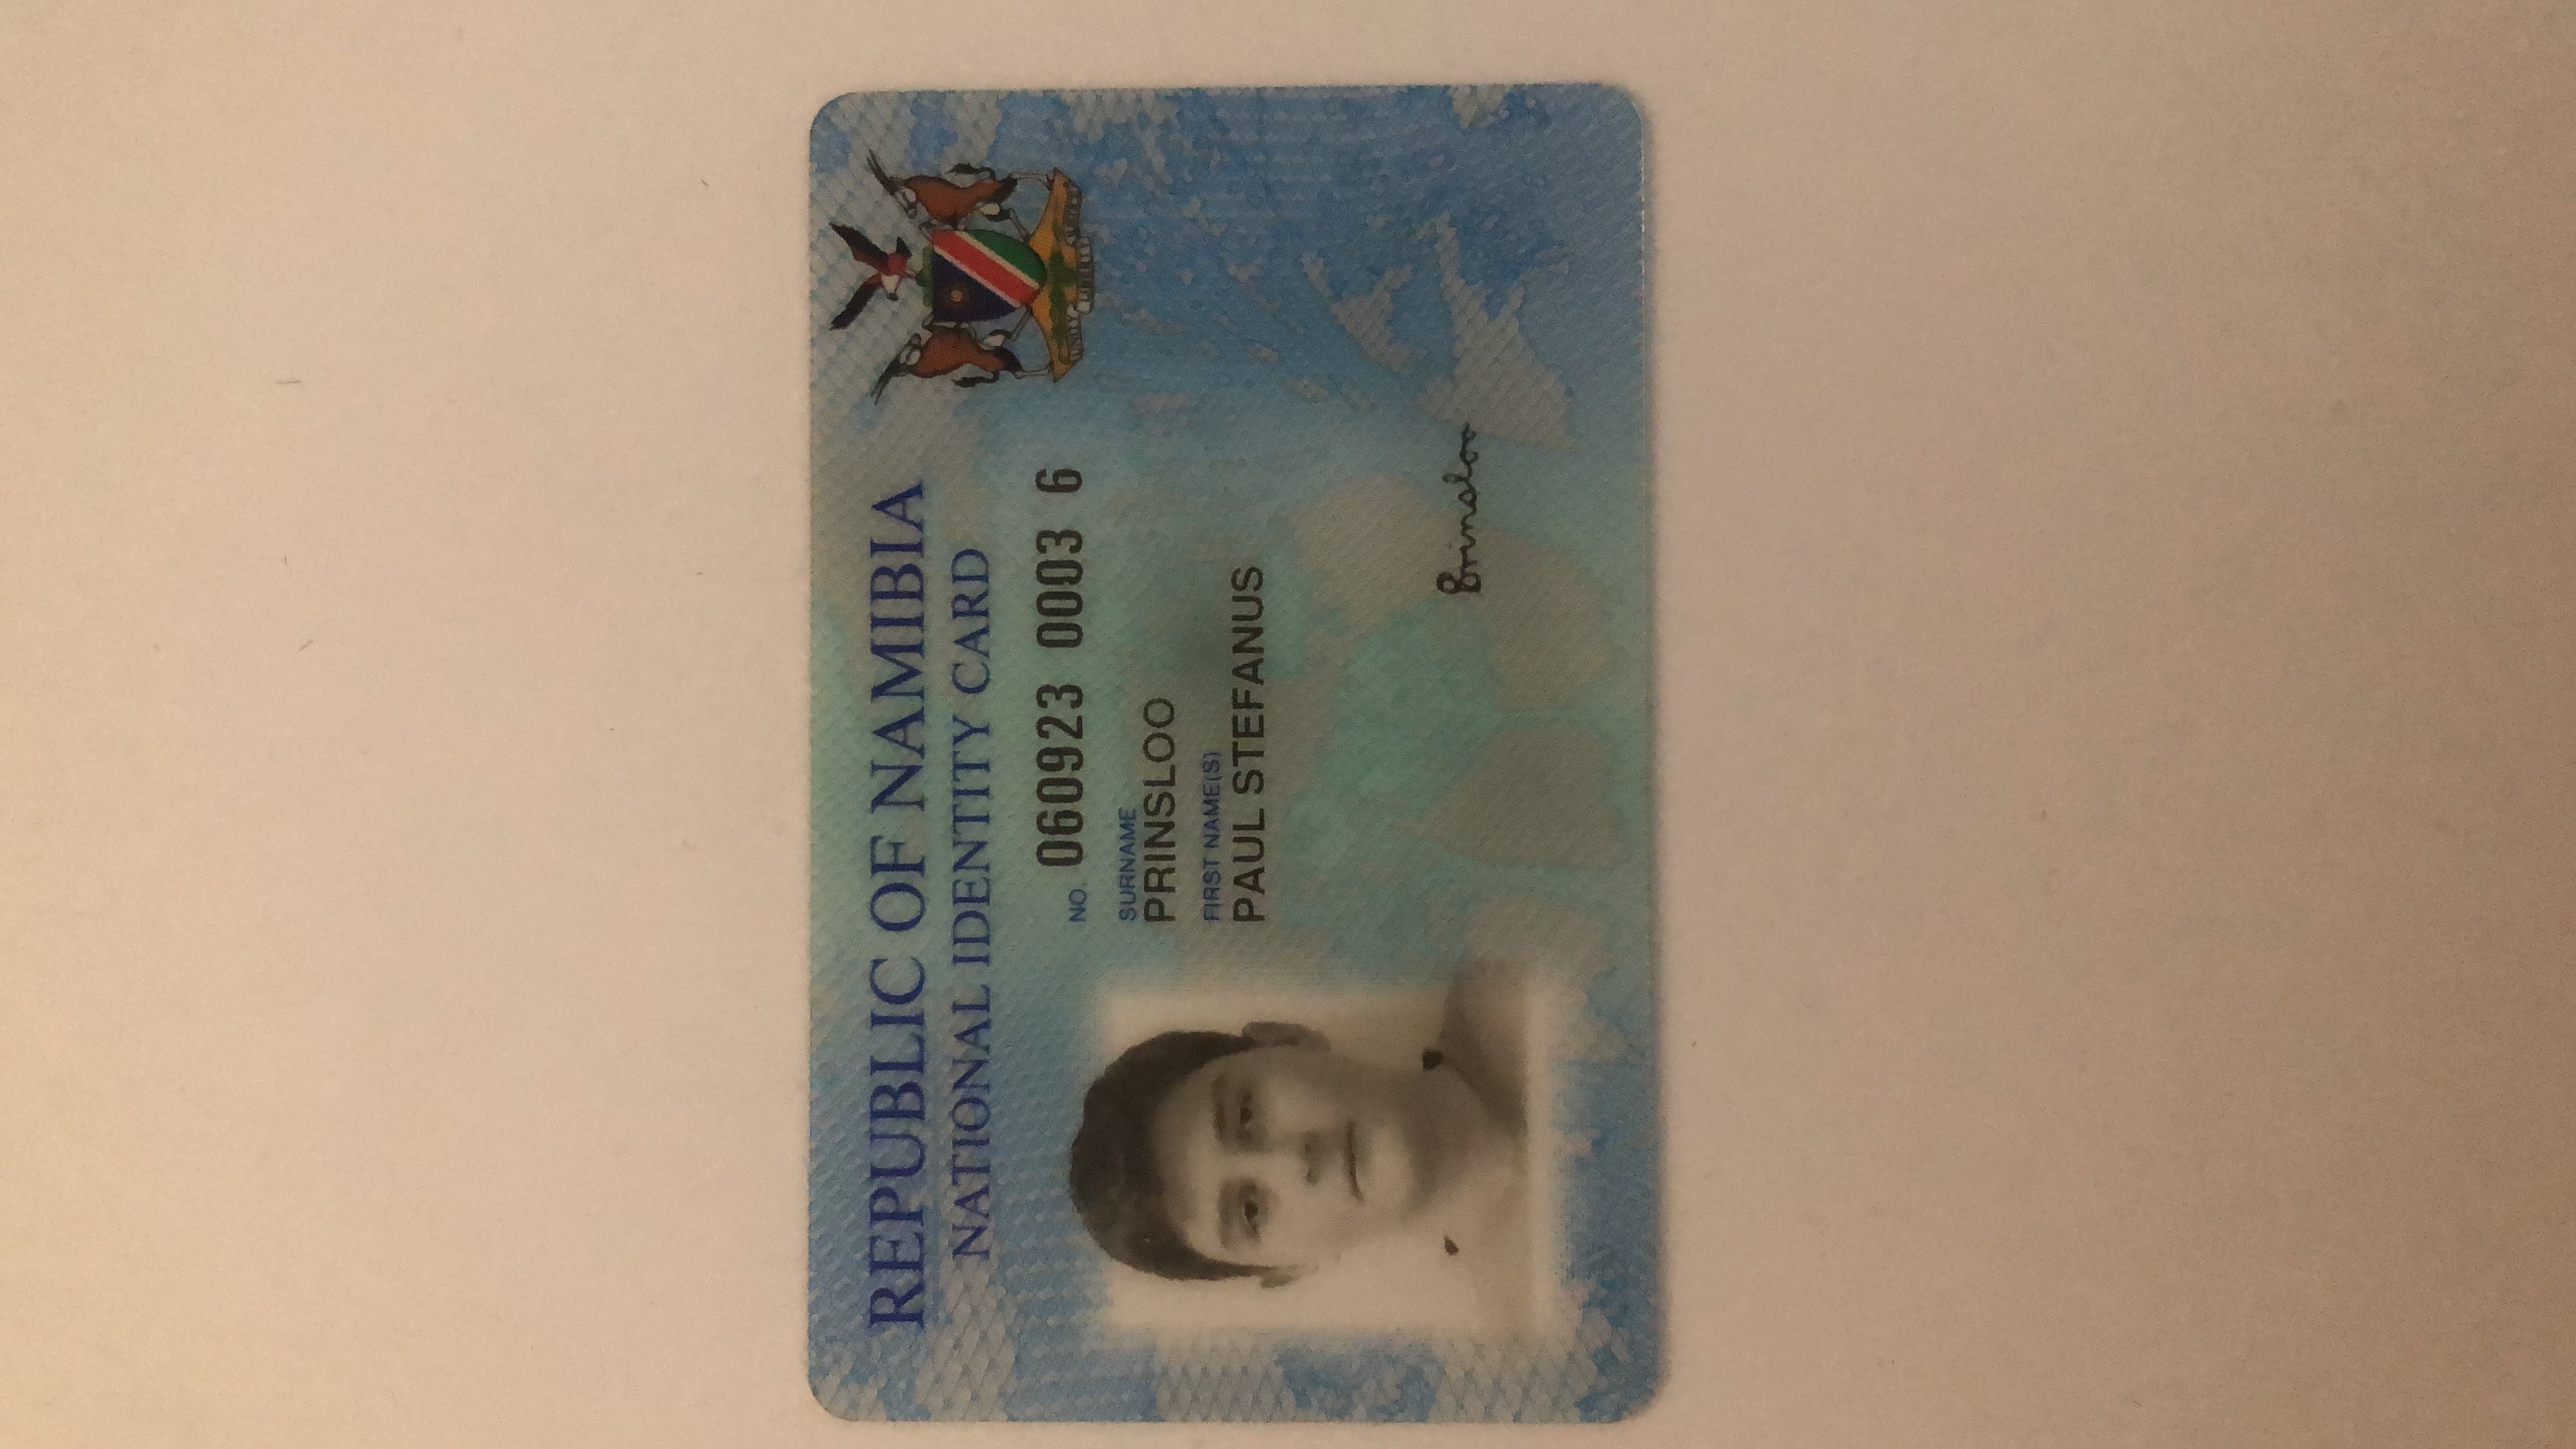 REPUBLIC OF NAMIBIA
NATIONAL IDENTITY CARD
NO. 060923 0003 6
SURNAME
PRINSLOO
FIRST NAME(S)
PAUL STEFANUS
Prinsloo
UNITY LIBERTY